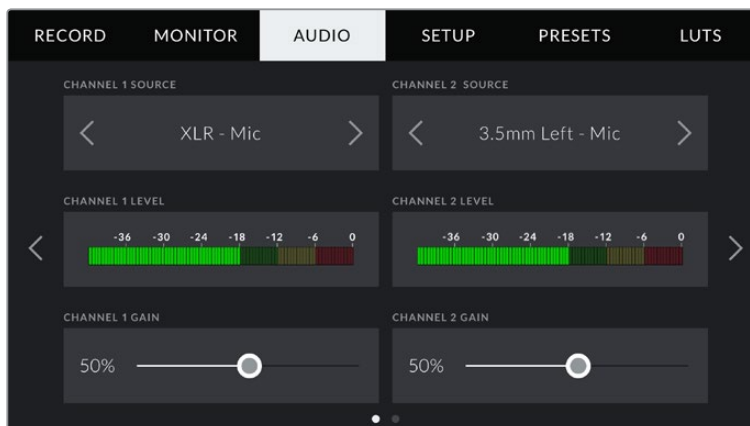 RECORD MONITOR AUDIO SETUP PRESETS LUTS
CHANNEL 1 SOURCE CHANNEL 2 SOURCE
XLR - Mic 3.5mm Left - Mic
CHANNEL 1 LEVEL CHANNEL 2 LEVEL
-36 -30 -24 -18 -12 -6 0 -36 -30 -24 -18 -12 -6 0
CHANNEL 1 GAIN CHANNEL 2 GAIN
50% 50%